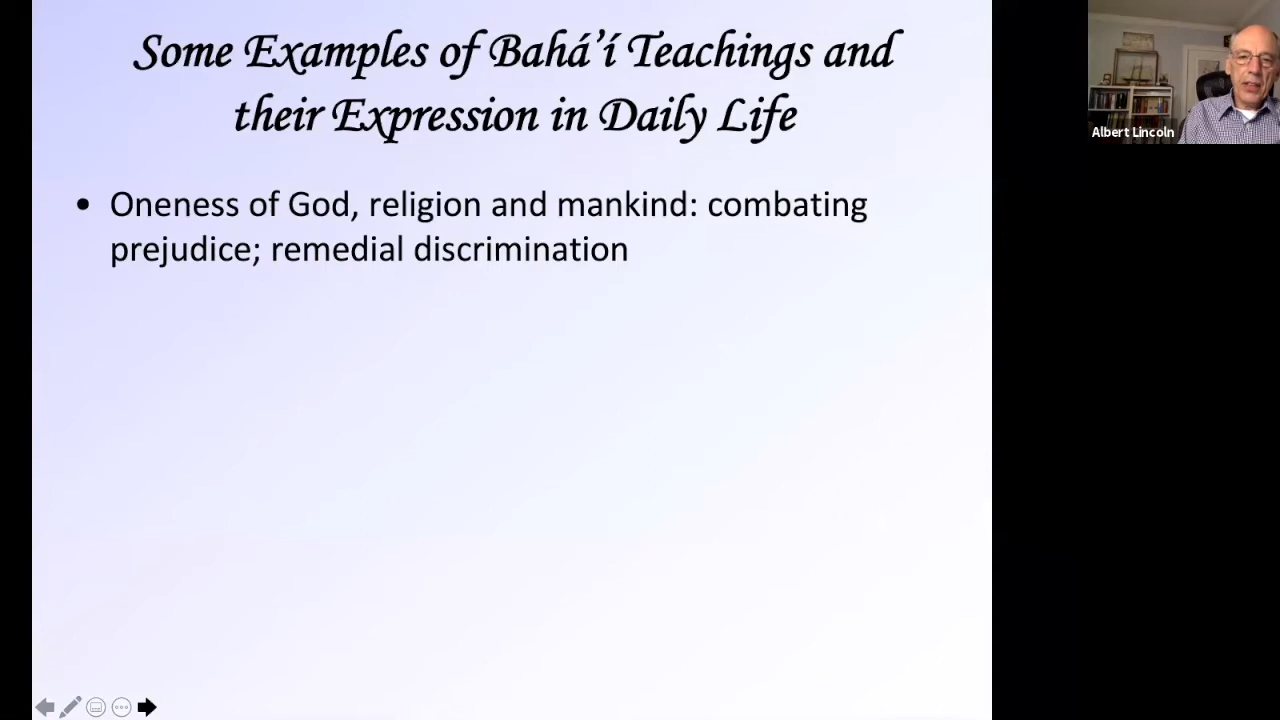 Some Examples of Bahá’í Teachings and
their Expression in Daily Life
• Oneness of God, religion and mankind: combating
prejudice; remedial discrimination
Albert Lincoln